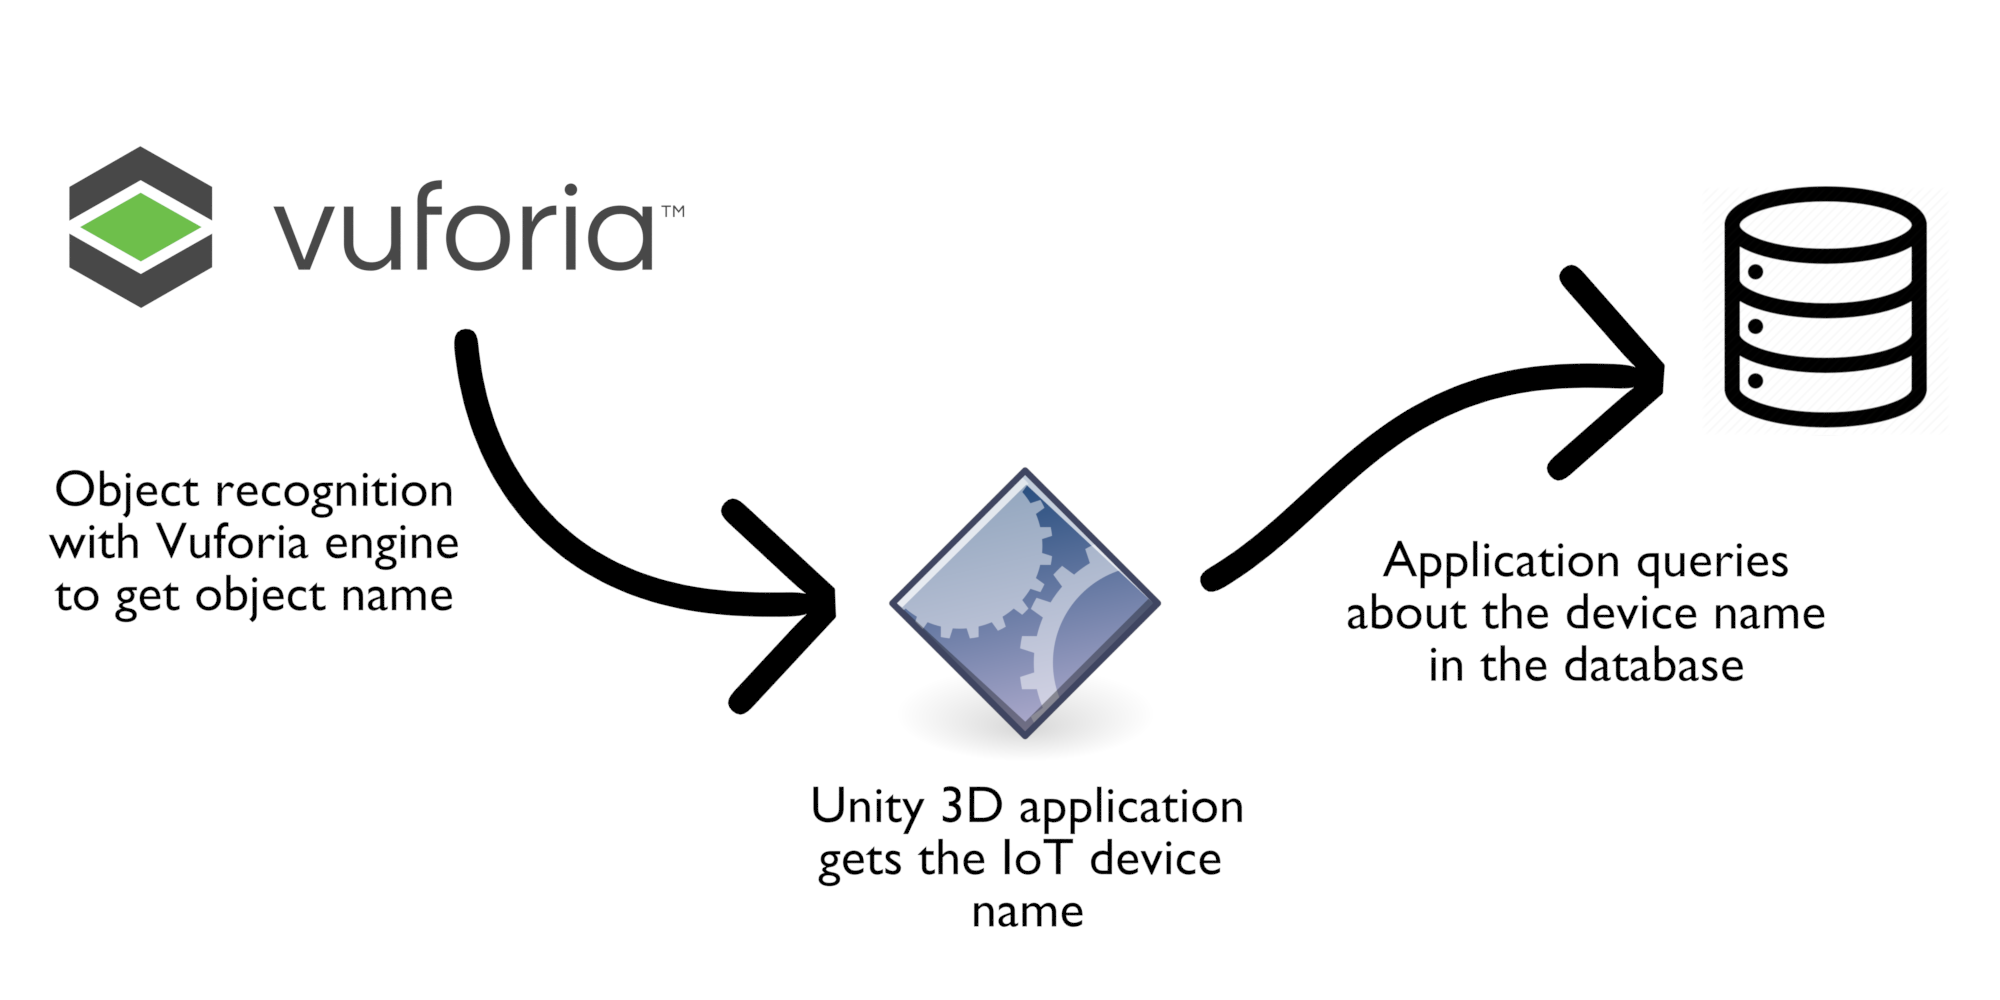 vuforia™
Object recognition
with Vuforia engine
to get object name
Unity 3D application
gets the IoT device
name
Application queries
about the device name
in the database